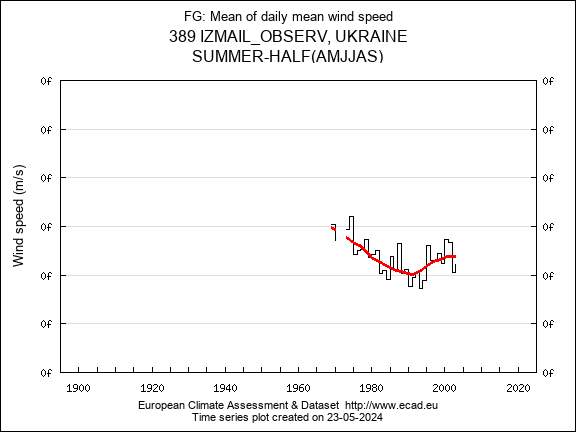 FG: Mean of daily mean wind speed
389 IZMAIL_OBSERV, UKRAINE
SUMMER-HALF(AMJJAS)
0f 0f
0f 0f
0f 0f
0f 0f
0f 0f
0f 0f
0f 0f
Wind speed (m/s)
1900 1920 1940 1960 1980 2000 2020
European Climate Assessment & Dataset http://www.ecad.eu
Time series plot created on 23-05-2024